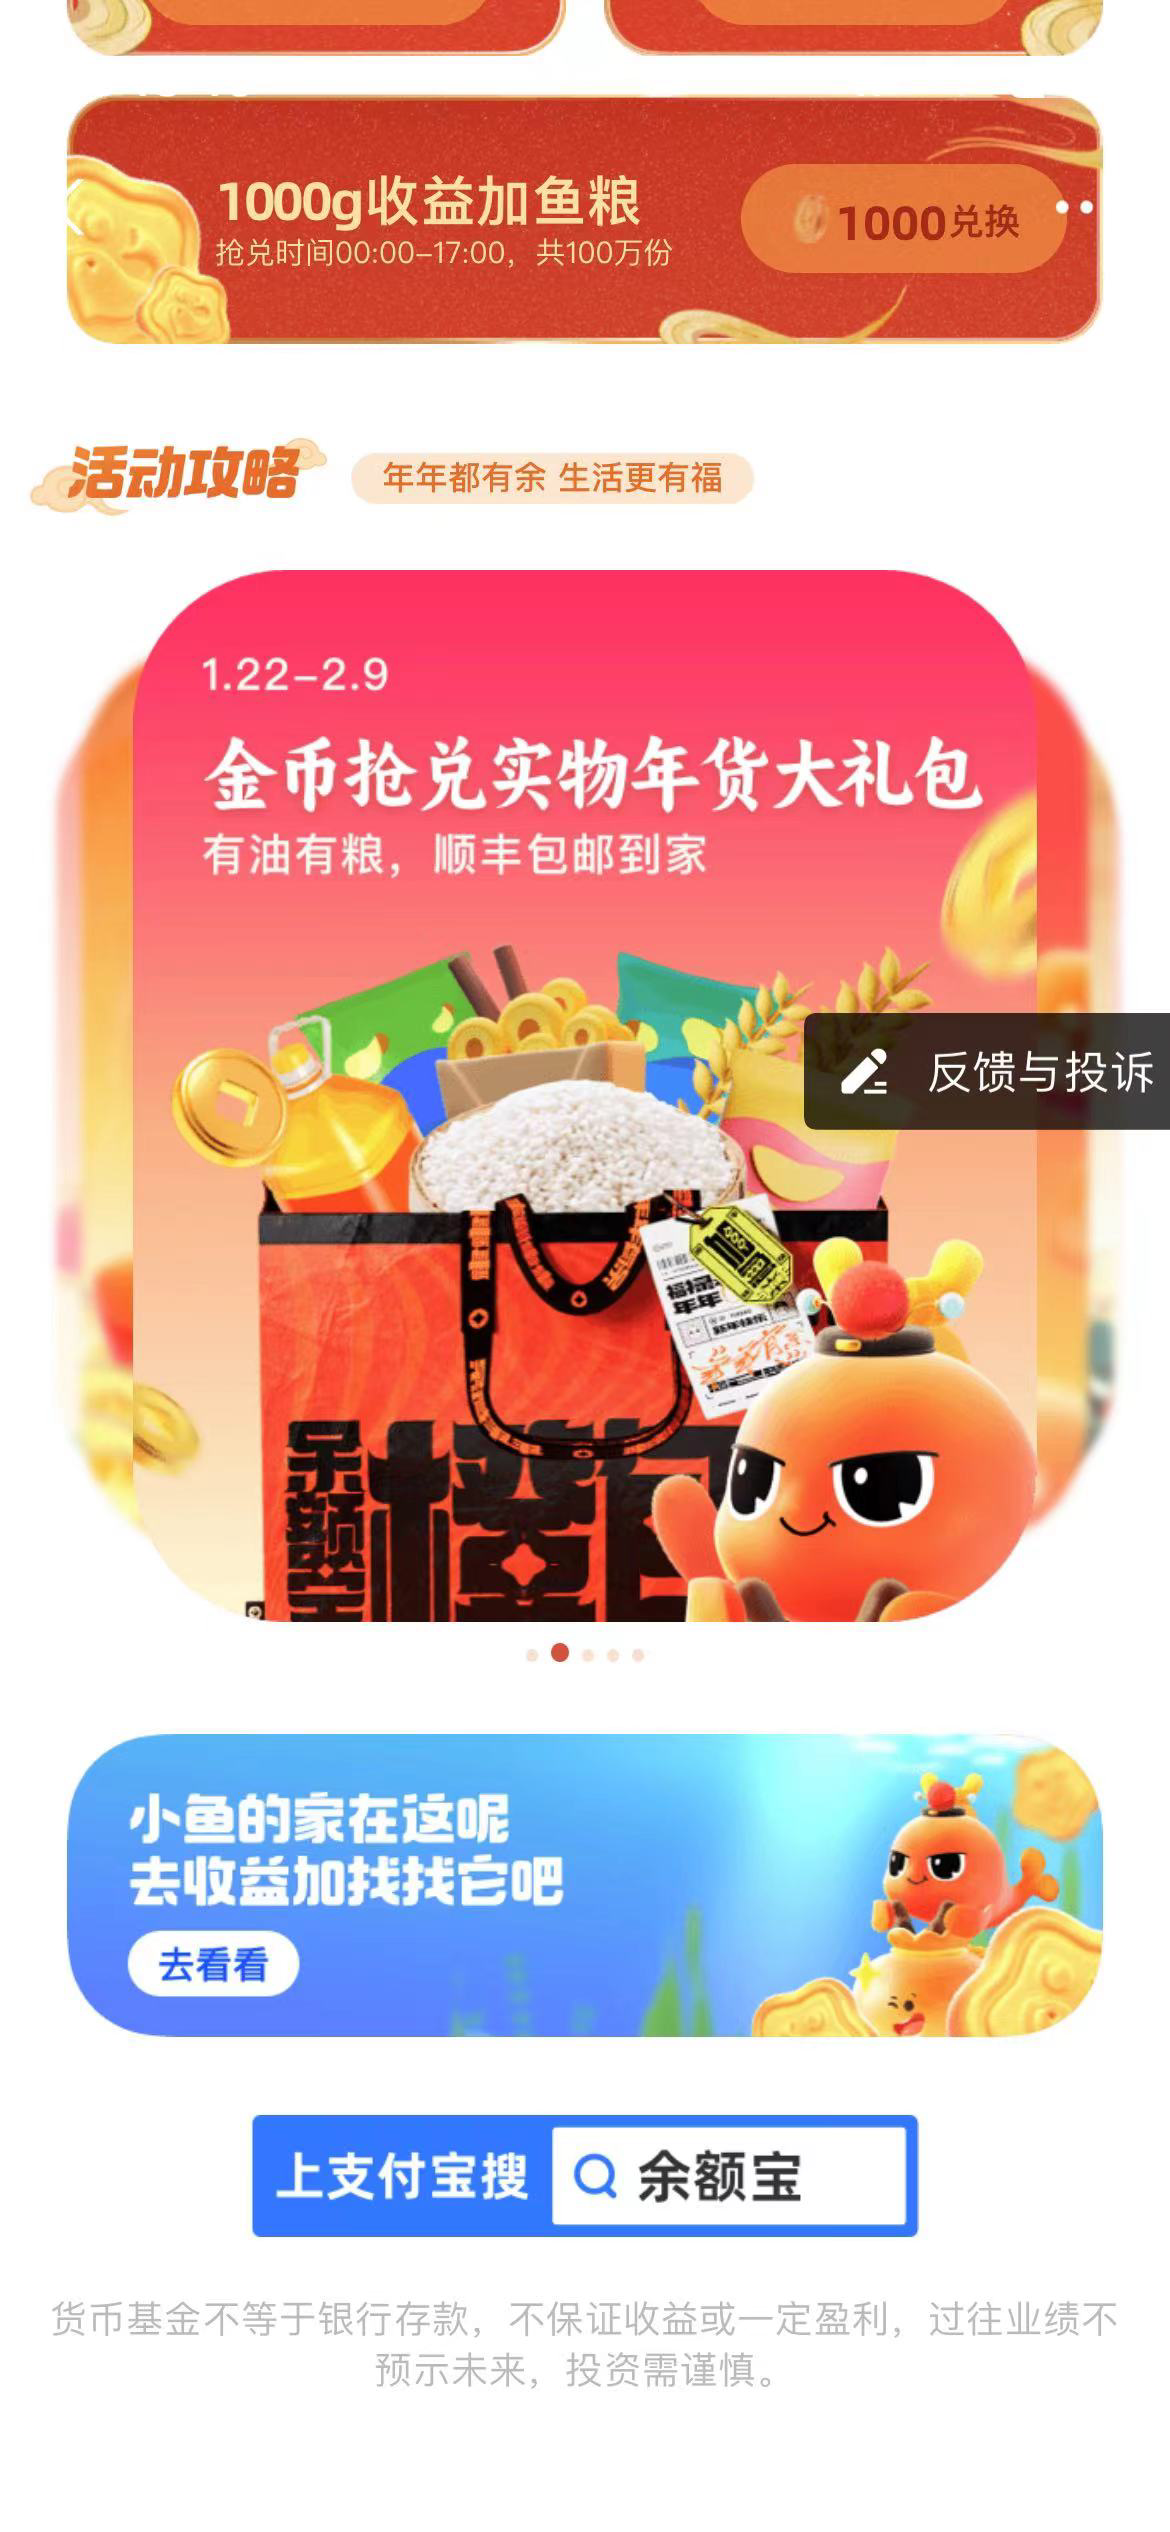 1000g收益加鱼粮
抢兑时间00:00-17:00，共100万份
1000兑换
活动攻略
年年都有余 生活更有福
1.22-2.9
金币抢兑实物年货大礼包
有油有粮，顺丰包邮到家
反馈与投诉
福禄
年年
余额宝
小鱼的家在这呢
去收益加找找它吧
去看看
上支付宝搜
余额宝
货币基金不等于银行存款，不保证收益或一定盈利，过往业绩不
预示未来，投资需谨慎。